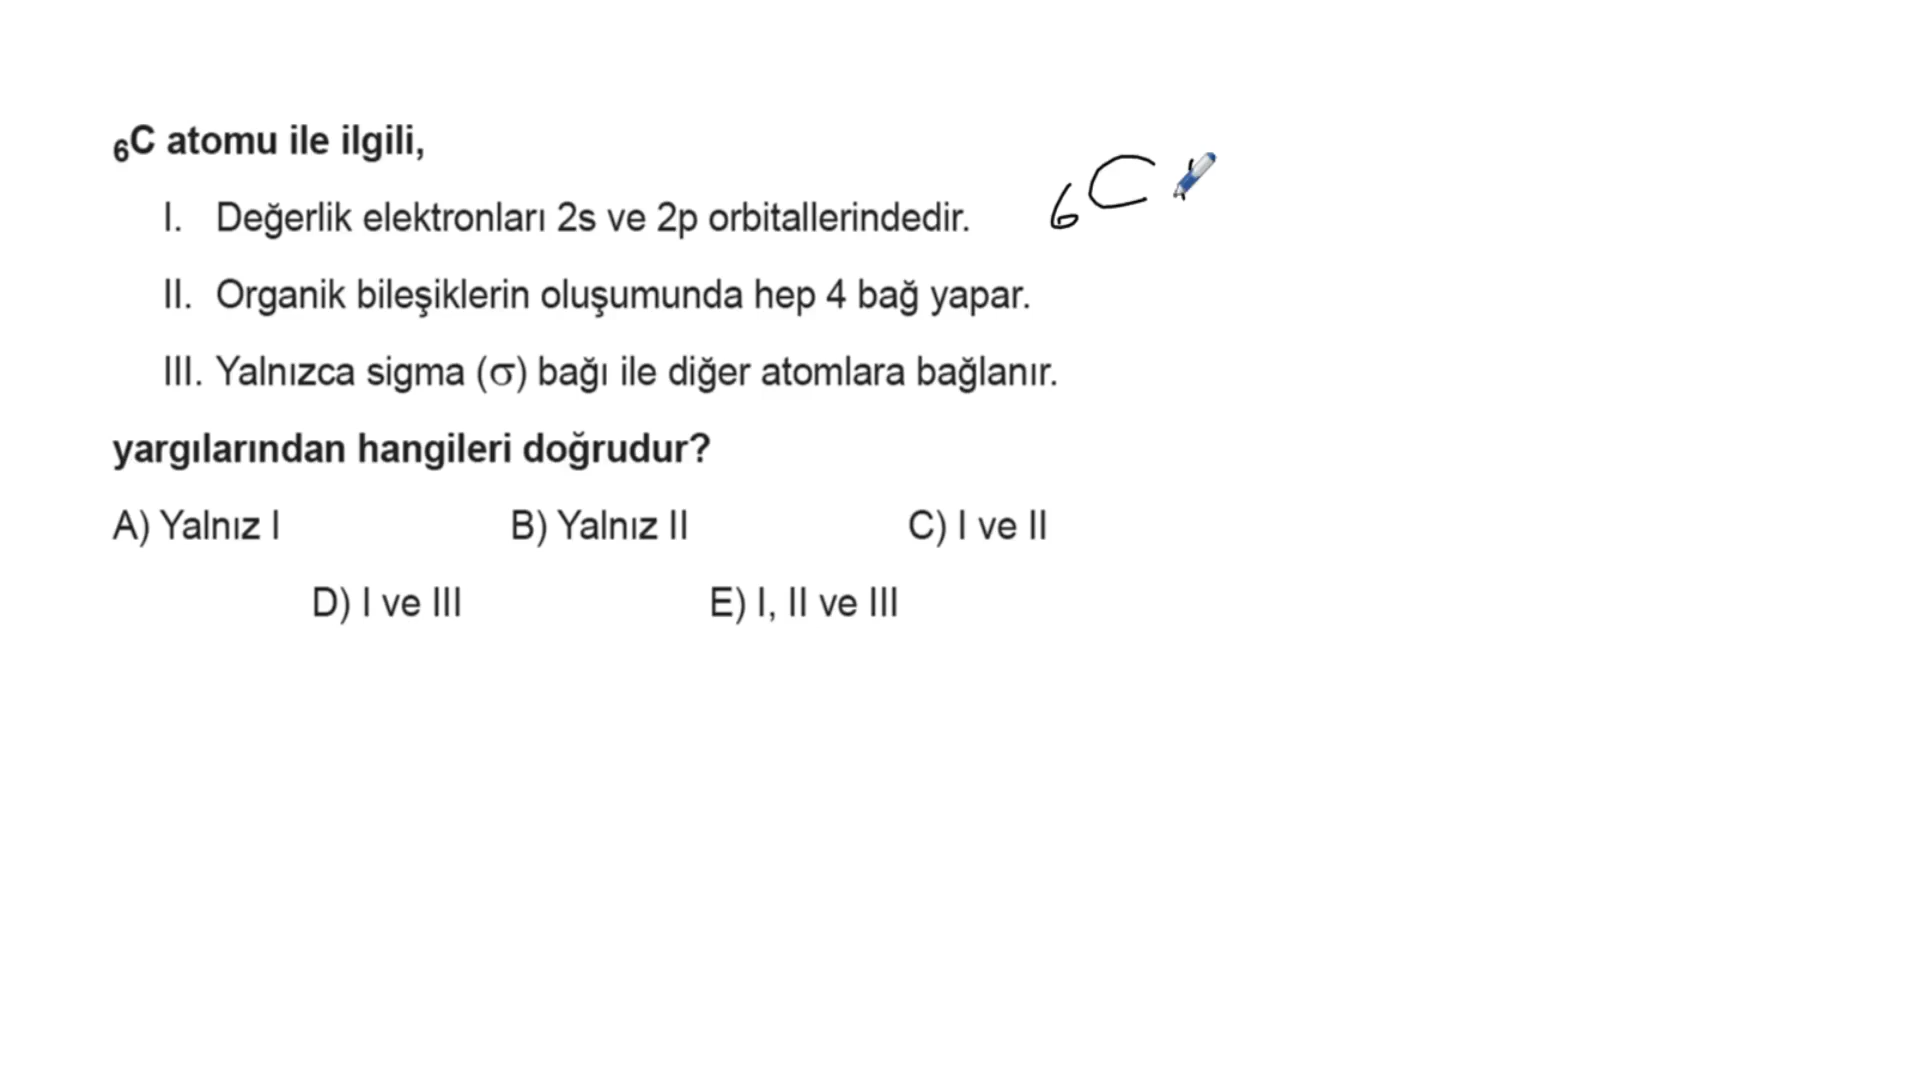 ₆C atomu ile ilgili,
₆C
I. Değerlik elektronları 2s ve 2p orbitallerindedir.
II. Organik bileşiklerin oluşumunda hep 4 bağ yapar.
III. Yalnızca sigma (σ) bağı ile diğer atomlara bağlanır.
yargılarından hangileri doğrudur?
A) Yalnız I B) Yalnız II C) I ve II
D) I ve III E) I, II ve III